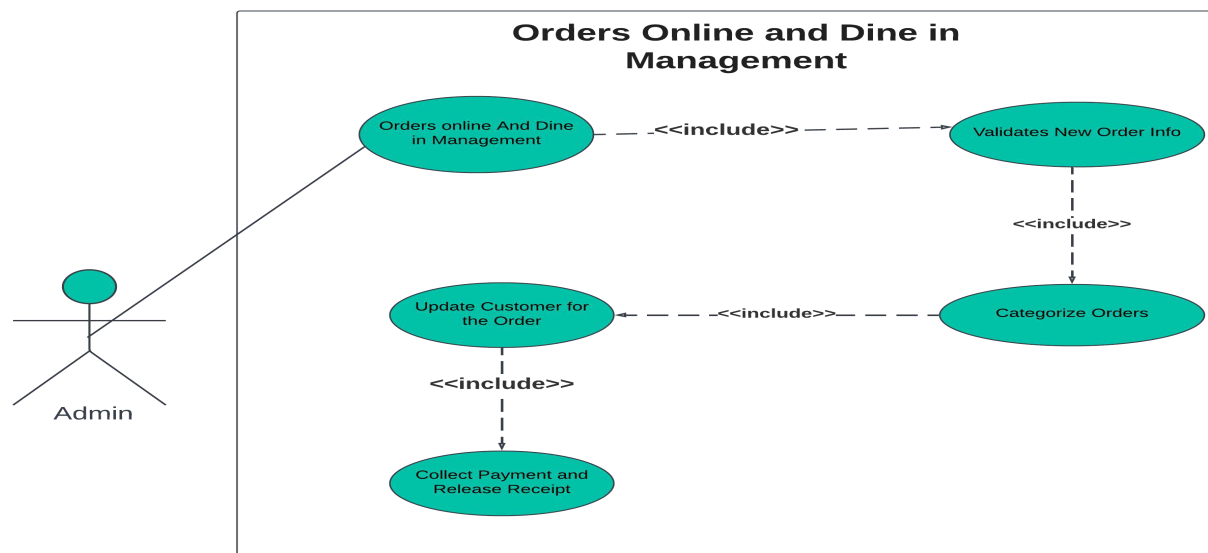 Orders Online and Dine in
Management
Orders online And Dine
in Management
<<include>>
Validates New Order Info
<<include>>
Update Customer for
the Order
<<include>>
Categorize Orders
<<include>>
Admin
Collect Payment and
Release Receipt